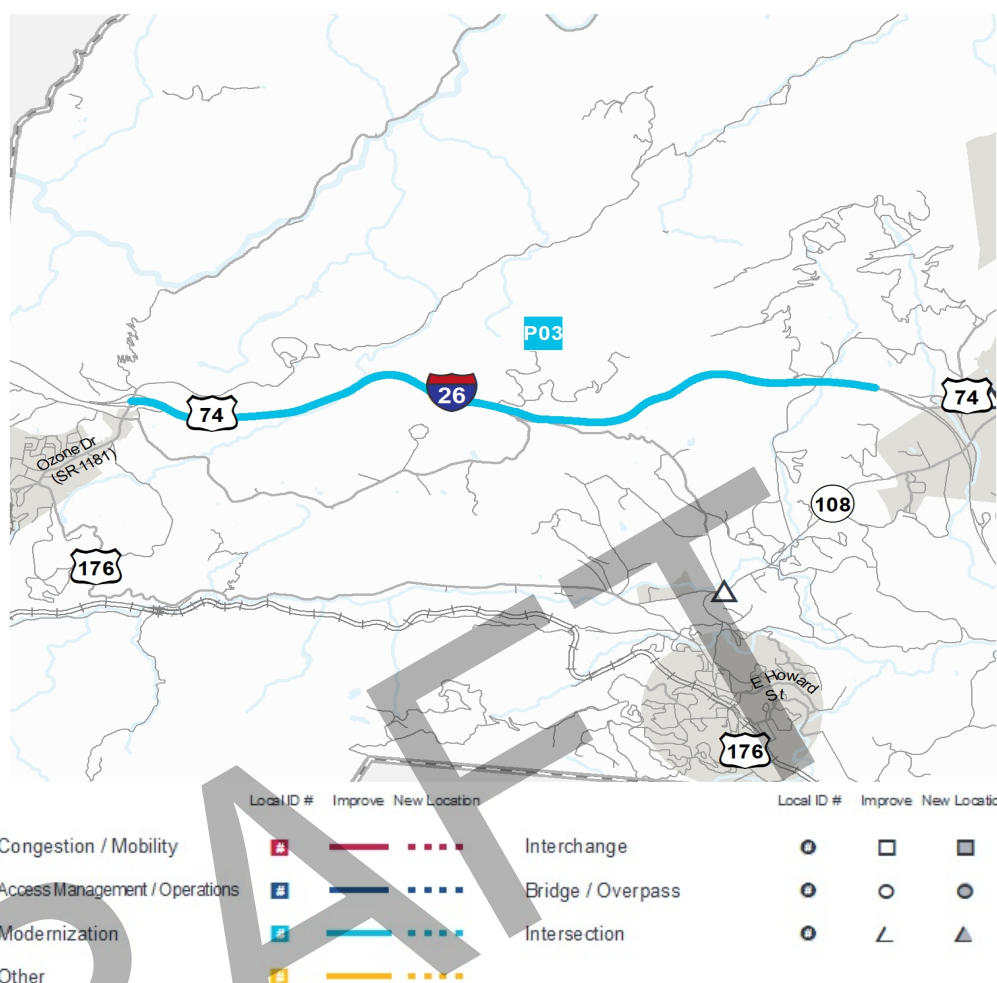 P03
26
74
74
Ozone Dr
(SR-1181)
108
176
E Howard
St
176
Local ID # Improve New Location
Local ID # Improve New Locatio
Congestion / Mobility
#
Interchange
#
Access Management / Operations
#
Bridge / Overpass
#
Modernization
#
Intersection
#
Other
#
DRAFT